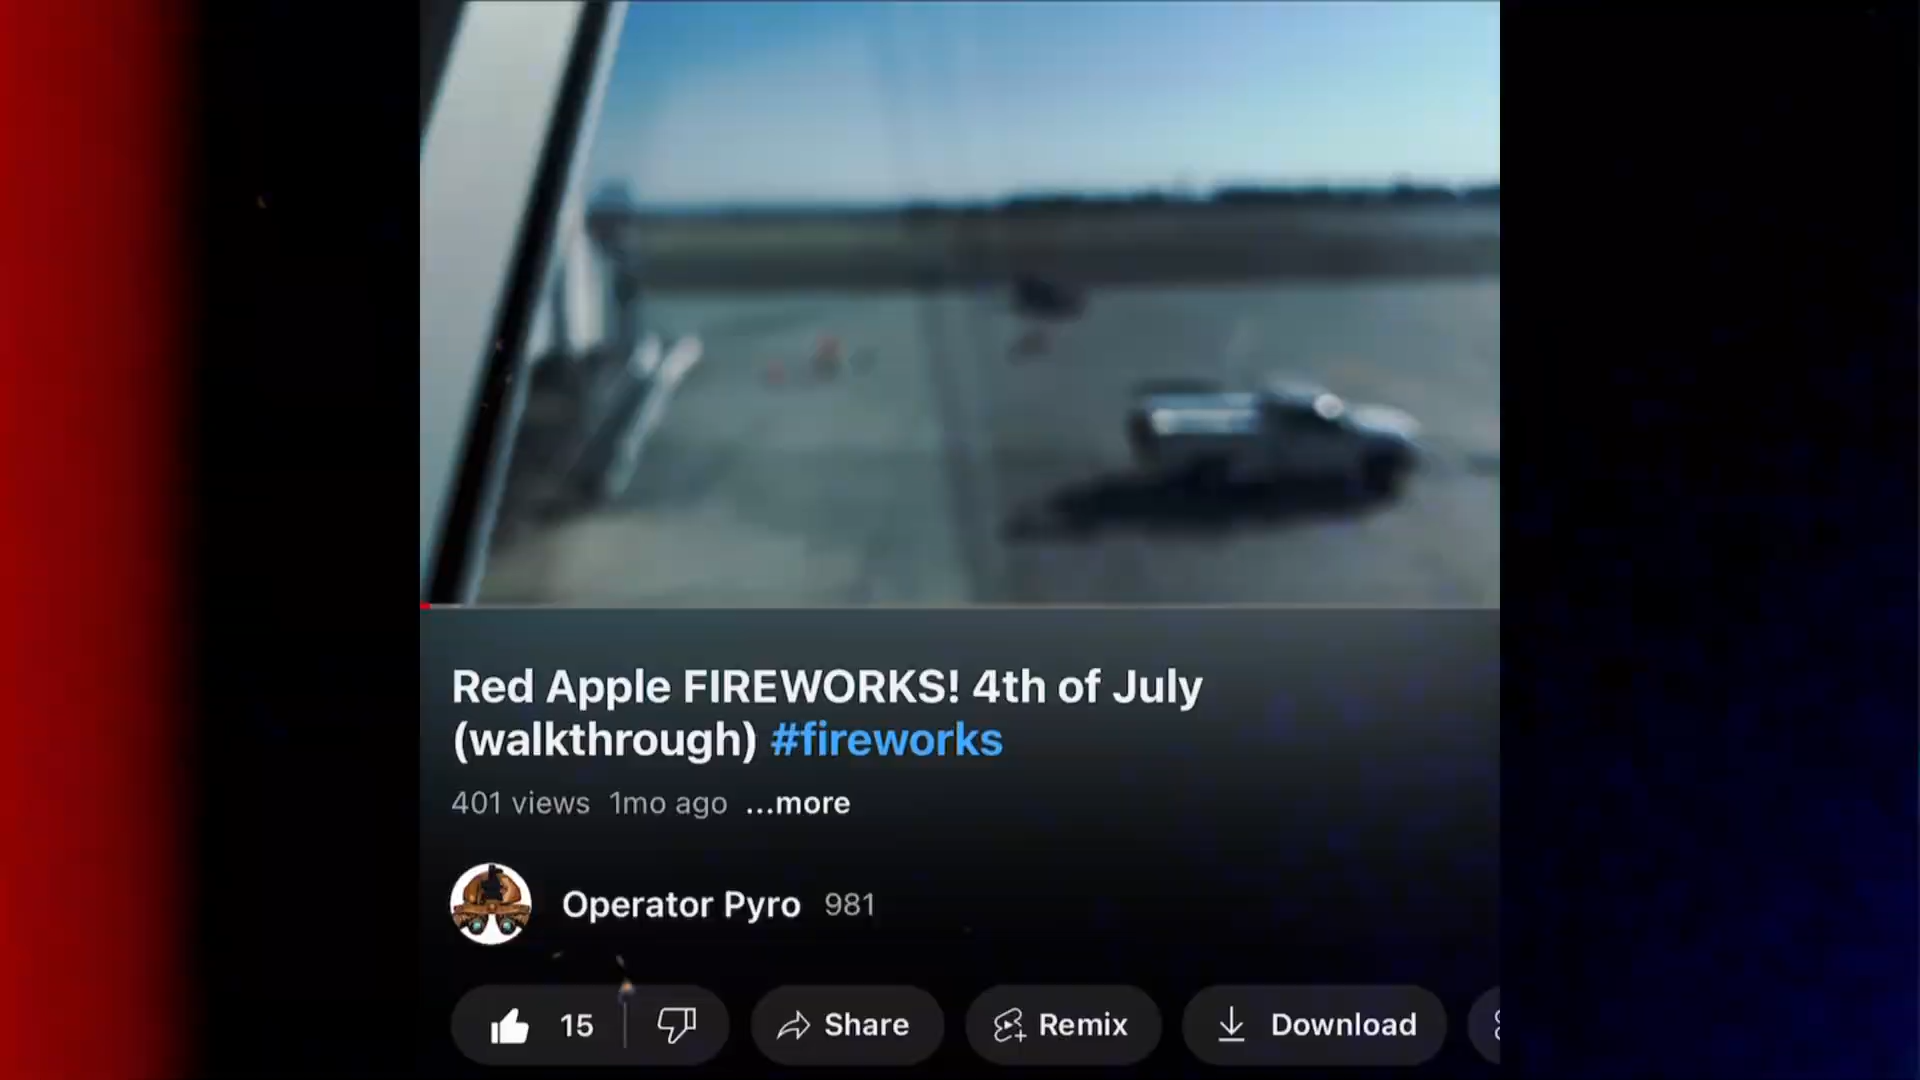 Red Apple FIREWORKS! 4th of July
(walkthrough) #fireworks
401 views 1mo ago ...more
Operator Pyro 981
15 Share Remix Download